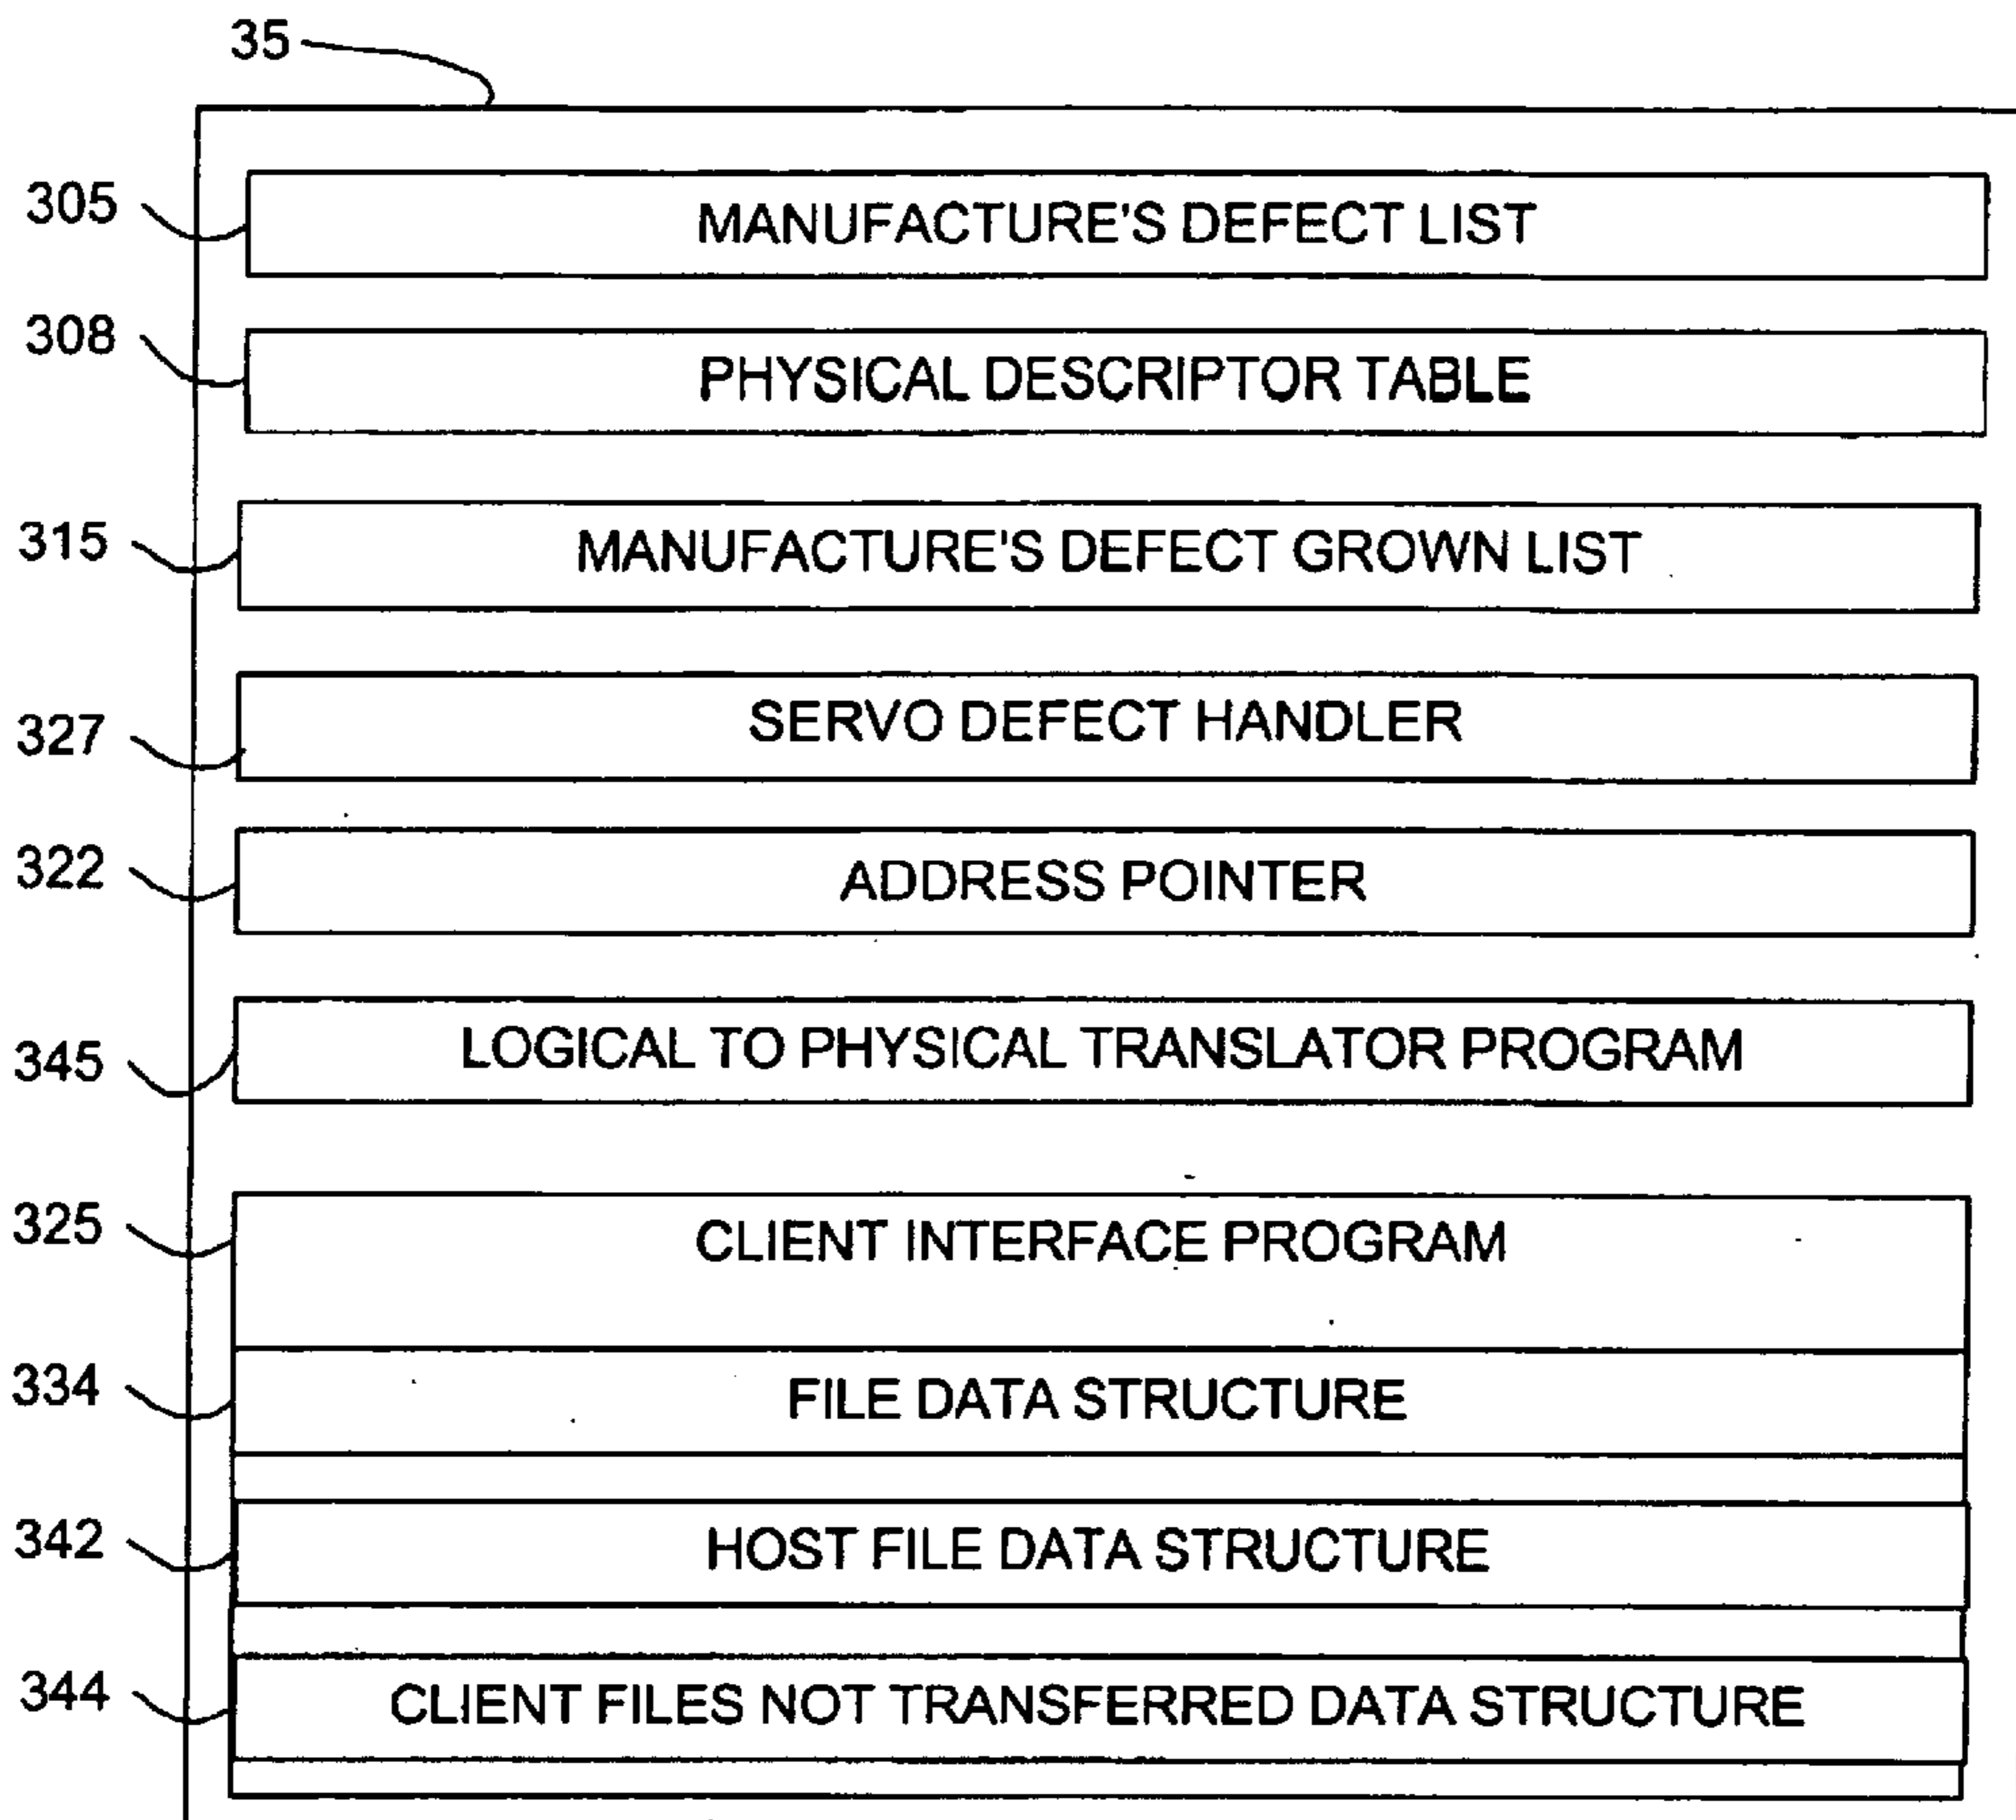 35
305 MANUFACTURE'S DEFECT LIST
308 PHYSICAL DESCRIPTOR TABLE
315 MANUFACTURE'S DEFECT GROWN LIST
327 SERVO DEFECT HANDLER
322 ADDRESS POINTER
345 LOGICAL TO PHYSICAL TRANSLATOR PROGRAM
325 CLIENT INTERFACE PROGRAM
334 FILE DATA STRUCTURE
342 HOST FILE DATA STRUCTURE
344 CLIENT FILES NOT TRANSFERRED DATA STRUCTURE